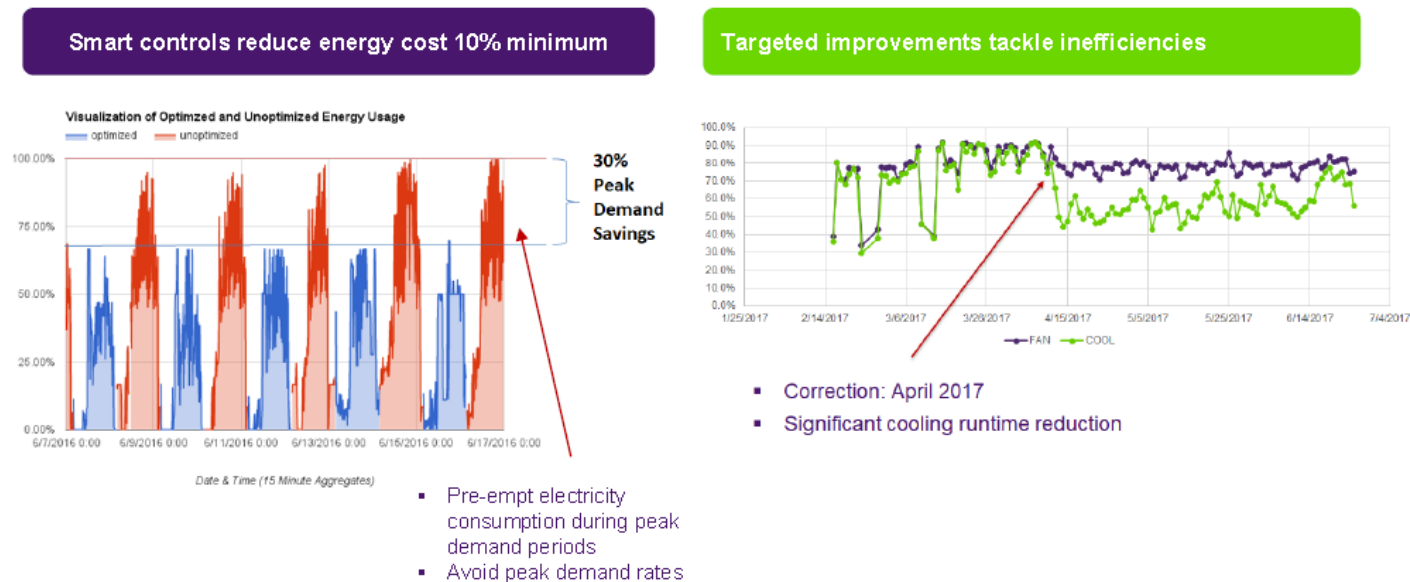 Smart controls reduce energy cost 10% minimum
Visualization of Optimzed and Unoptimized Energy Usage
optimized unoptimized
100.00%
75.00%
50.00%
25.00%
0.00%
6/7/2016 0:00 6/9/2016 0:00 6/11/2016 0:00 6/13/2016 0:00 6/15/2016 0:00 6/17/2016 0:00
Date & Time (15 Minute Aggregates)
30%
Peak
Demand
Savings
▪ Pre-empt electricity
consumption during peak
demand periods
▪ Avoid peak demand rates
Targeted improvements tackle inefficiencies
100.0%
90.0%
80.0%
70.0%
60.0%
50.0%
40.0%
30.0%
20.0%
10.0%
0.0%
1/25/2017 2/14/2017 3/6/2017 3/26/2017 4/15/2017 5/5/2017 5/25/2017 6/14/2017 7/4/2017
FAN COOL
▪ Correction: April 2017
▪ Significant cooling runtime reduction